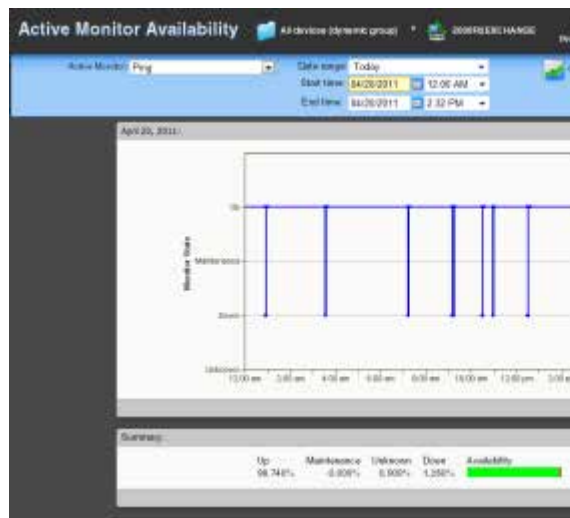 Active Monitor Availability All devices (dynamic group)
Active Monitor: Ping
Date range: Today
Start time: 04/20/2011 12:00 AM
End time: 04/20/2011 2:32 PM
April 20, 2011:
Monitor State
Up
Maintenance
Down
Unknown
12:00 am 2:00 am 4:00 am 6:00 am 8:00 am 10:00 am 12:00 pm
Summary:
Up Maintenance Unknown Down Availability
98.740% 0.000% 0.000% 1.260%